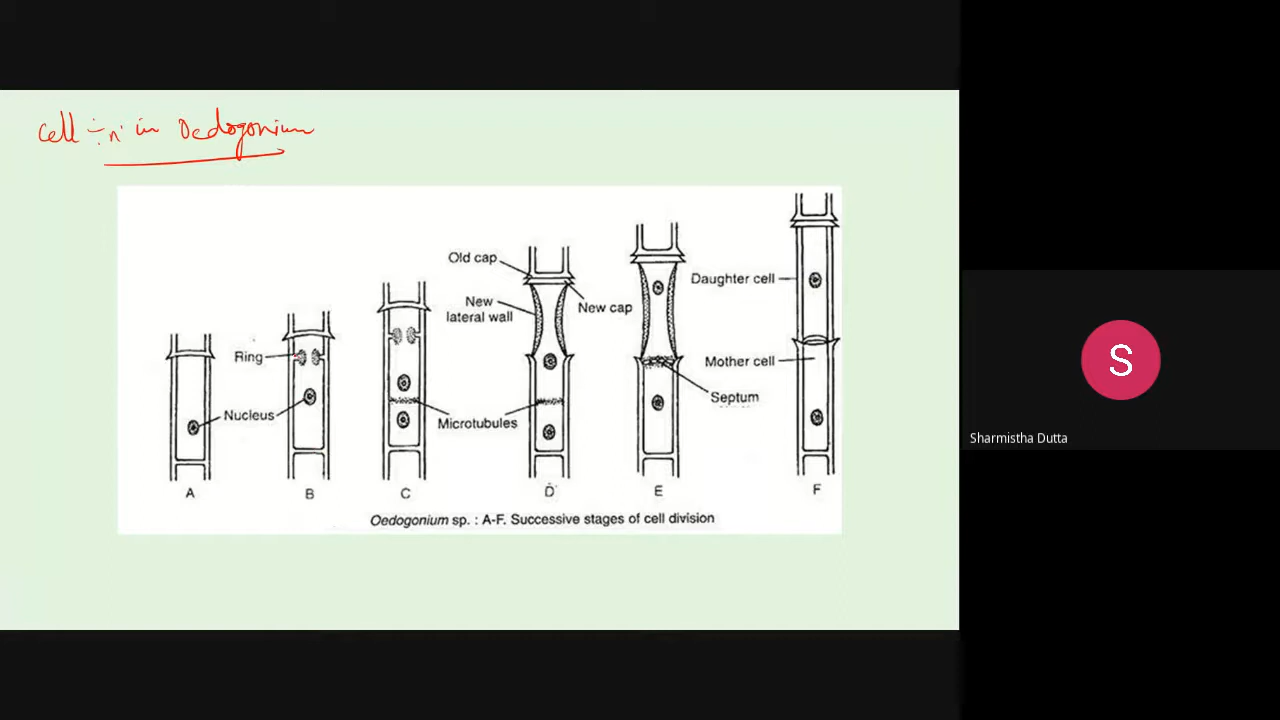 cell ÷n in Oedogonium
Old cap
New
lateral wall
New cap
Daughter cell
Ring
Mother cell
Nucleus
Microtubules
Septum
A
B
C
D
E
F
Oedogonium sp. : A-F. Successive stages of cell division
S
Sharmistha Dutta